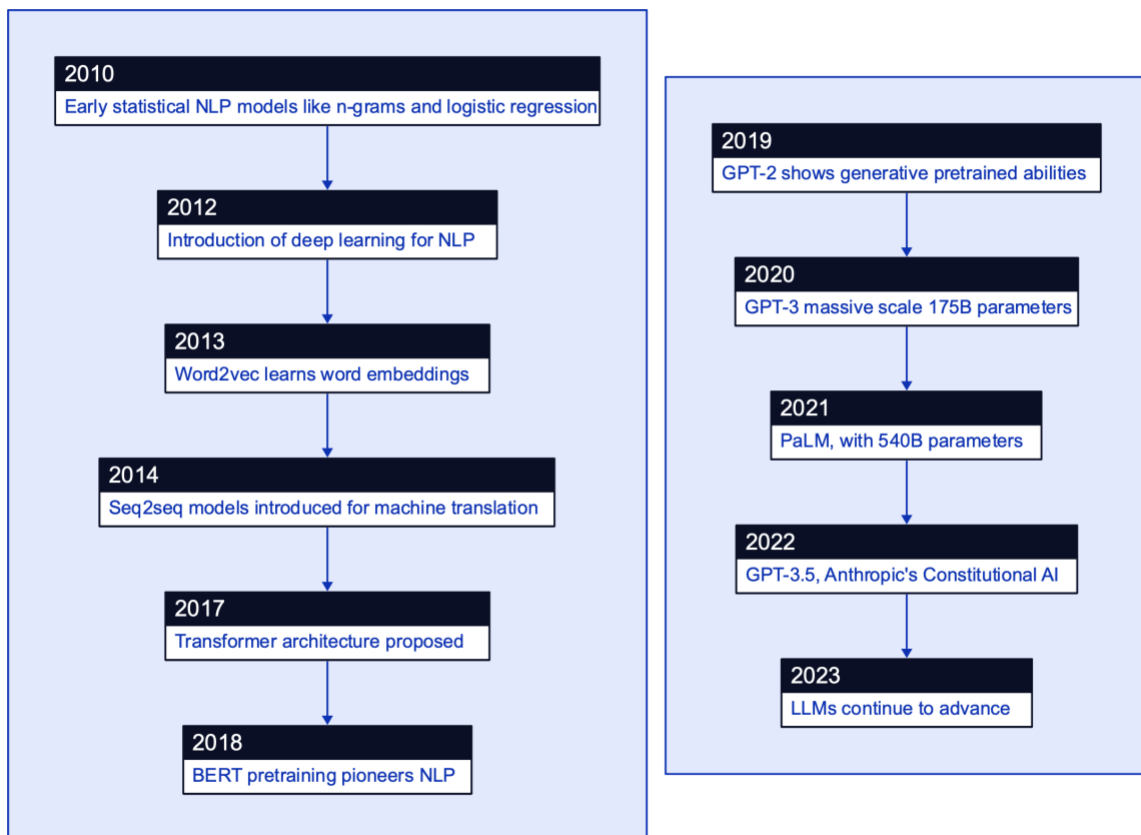 2010
Early statistical NLP models like n-grams and logistic regression
2012
Introduction of deep learning for NLP
2013
Word2vec learns word embeddings
2014
Seq2seq models introduced for machine translation
2017
Transformer architecture proposed
2018
BERT pretraining pioneers NLP
2019
GPT-2 shows generative pretrained abilities
2020
GPT-3 massive scale 175B parameters
2021
PaLM, with 540B parameters
2022
GPT-3.5, Anthropic's Constitutional AI
2023
LLMs continue to advance